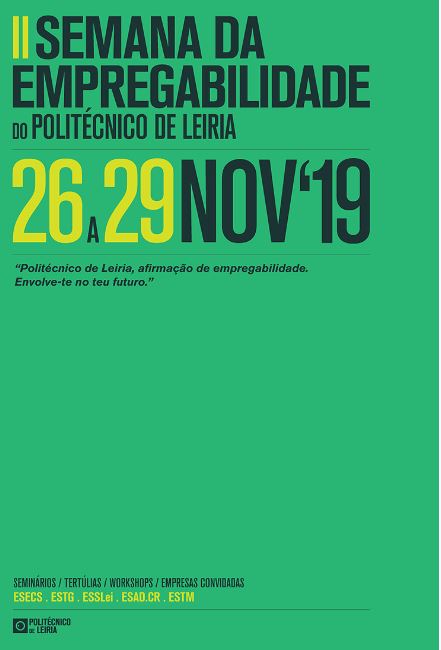 II SEMANA DA
EMPREGABILIDADE
DO POLITÉCNICO DE LEIRIA
26 A 29 NOV‘19
“Politécnico de Leiria, afirmação de empregabilidade.
Envolve-te no teu futuro.”
SEMINÁRIOS / TERTÚLIAS / WORKSHOPS / EMPRESAS CONVIDADAS
ESECS . ESTG . ESSLei . ESAD.CR . ESTM
POLITÉCNICO
DE LEIRIA